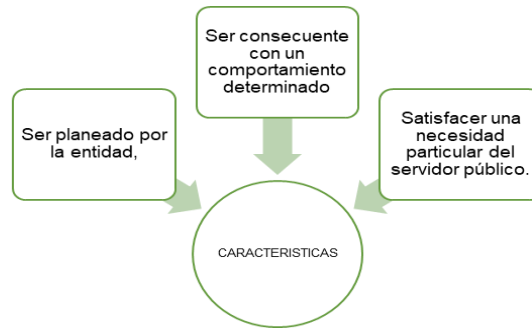 Ser consecuente
con un
comportamiento
determinado
Ser planeado por
la entidad,
Satisfacer una
necesidad
particular del
servidor público.
CARACTERISTICAS